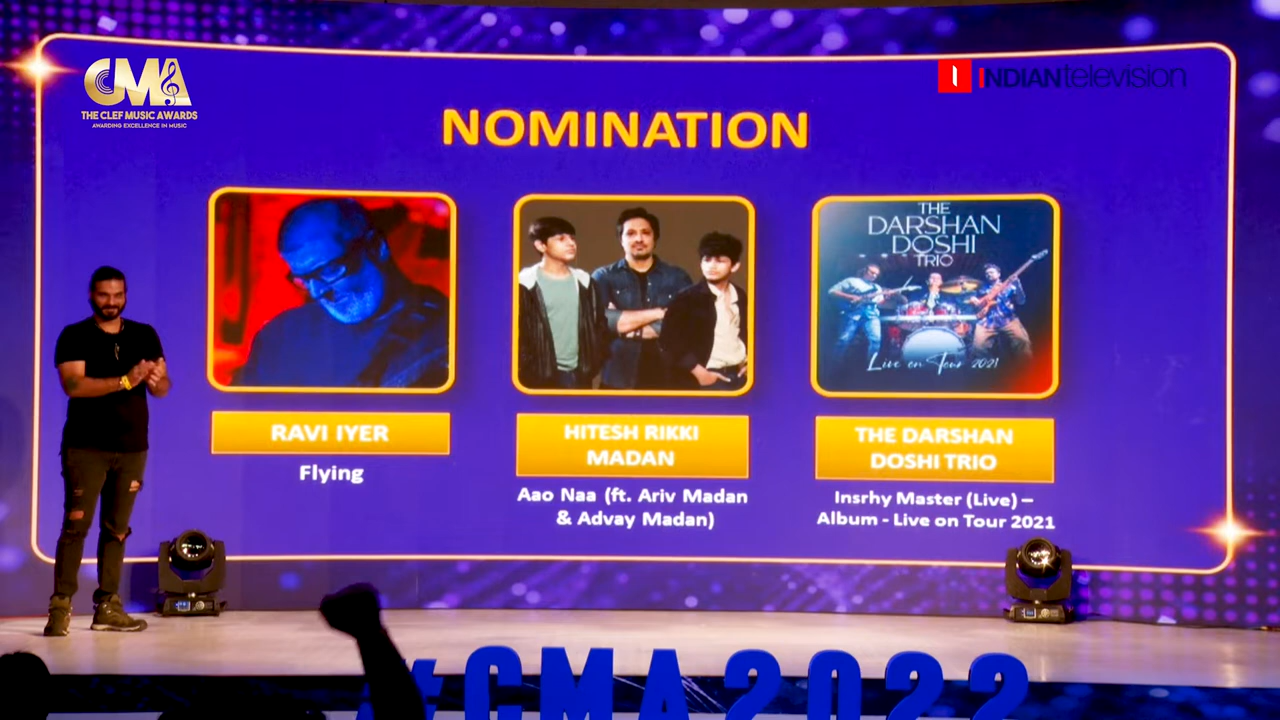 CMA
THE CLEF MUSIC AWARDS
AWARDING EXCELLENCE IN MUSIC
INDIANtelevision
NOMINATION
THE
DARSHAN
DOSHI
TRIO
Live on Tour 2021
RAVI IYER
Flying
HITESH RIKKI
MADAN
Aao Naa (ft. Ariv Madan
& Advay Madan)
THE DARSHAN
DOSHI TRIO
Insrhy Master (Live) –
Album - Live on Tour 2021
#CMA2022